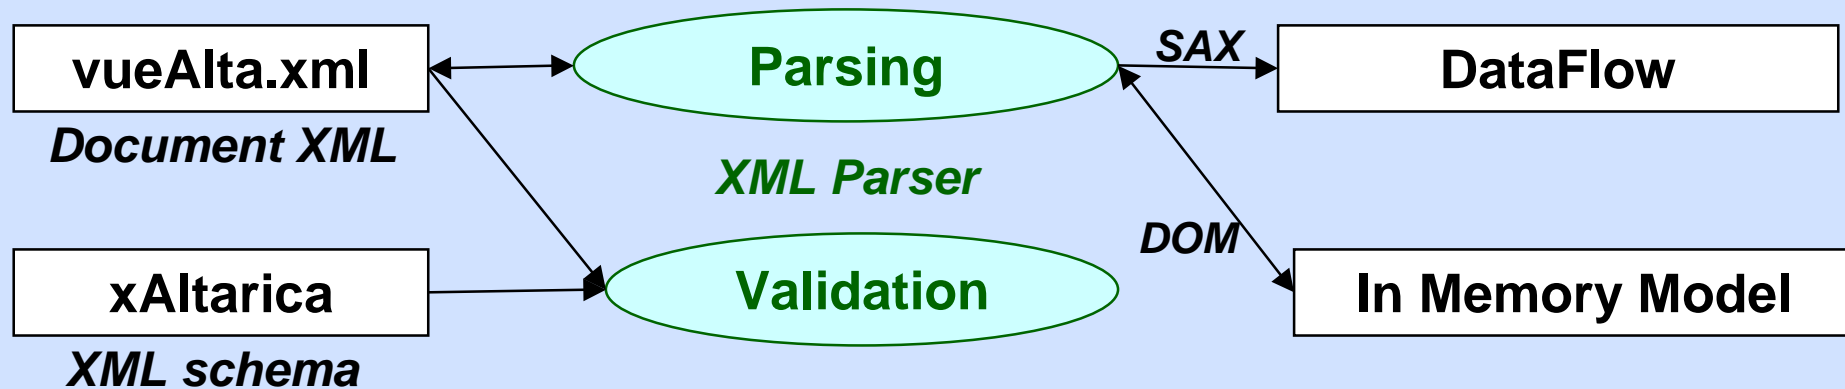 vueAlta.xml
Document XML
Parsing
SAX
DataFlow
XML Parser
DOM
xAltarica
XML schema
Validation
In Memory Model